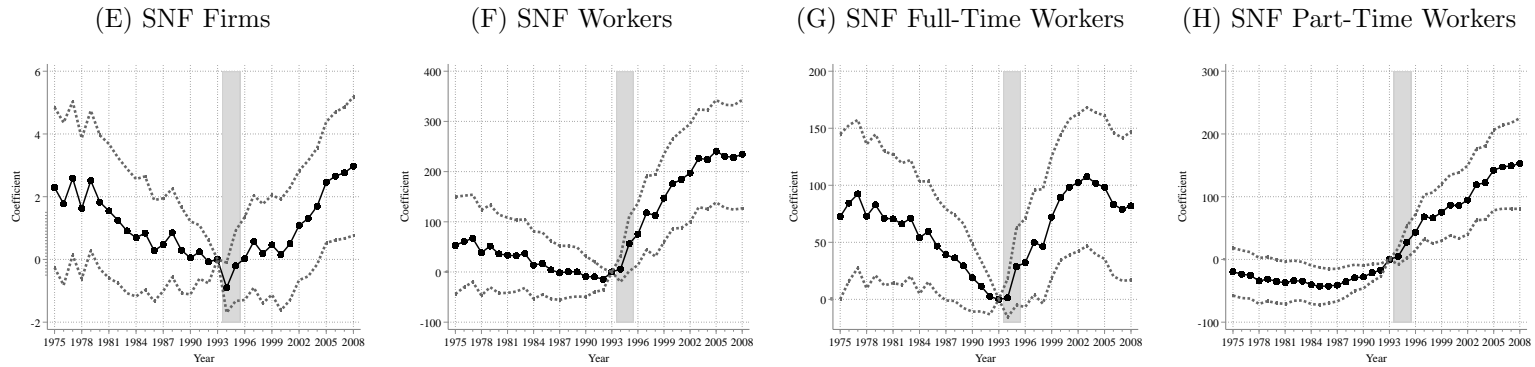 (E) SNF Firms
6
4
2
0
-2
Coefficient
1975 1978 1981 1984 1987 1990 1993 1996 1999 2002 2005 2008
Year
(F) SNF Workers
400
300
200
100
0
-100
Coefficient
1975 1978 1981 1984 1987 1990 1993 1996 1999 2002 2005 2008
Year
(G) SNF Full-Time Workers
200
150
100
50
0
Coefficient
1975 1978 1981 1984 1987 1990 1993 1996 1999 2002 2005 2008
Year
(H) SNF Part-Time Workers
300
200
100
0
-100
Coefficient
1975 1978 1981 1984 1987 1990 1993 1996 1999 2002 2005 2008
Year